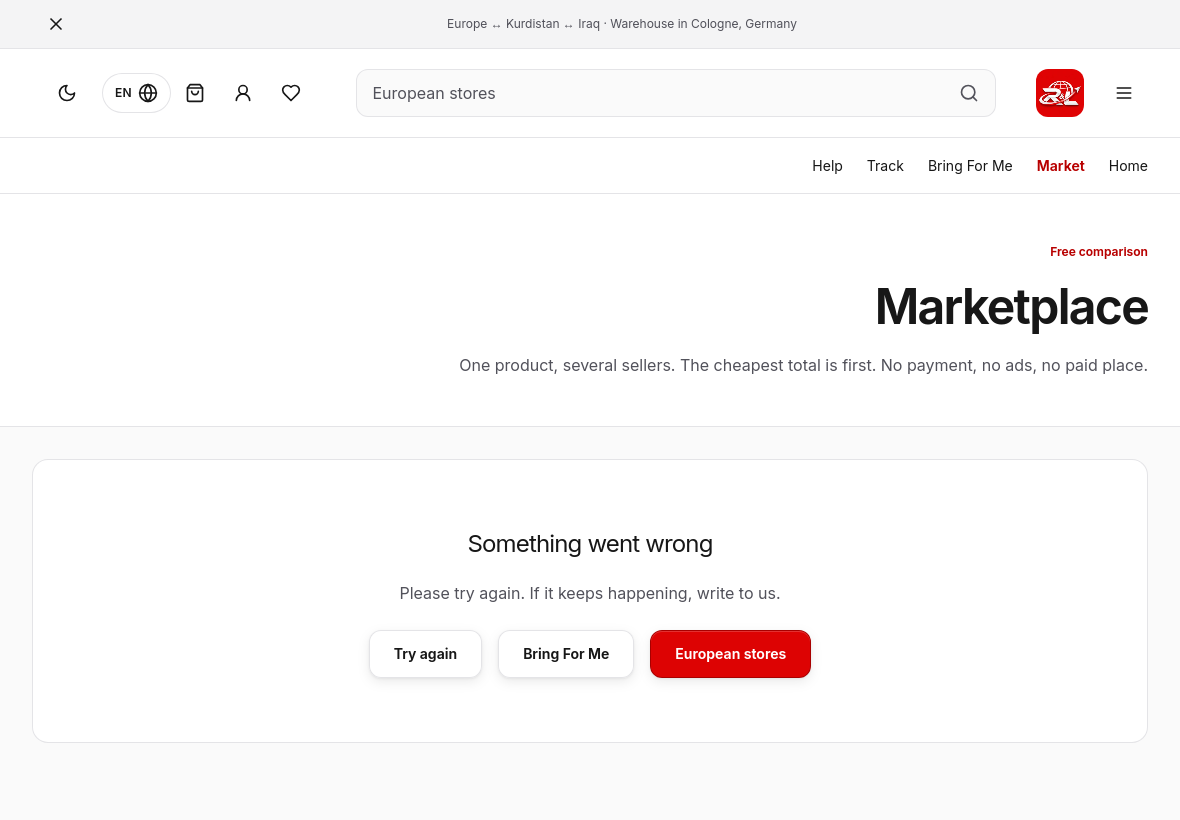 Europe ↔ Kurdistan ↔ Iraq · Warehouse in Cologne, Germany
EN
European stores
Help
Track
Bring For Me
Market
Home
Free comparison
Marketplace
One product, several sellers. The cheapest total is first. No payment, no ads, no paid place.
Something went wrong
Please try again. If it keeps happening, write to us.
Try again
Bring For Me
European stores